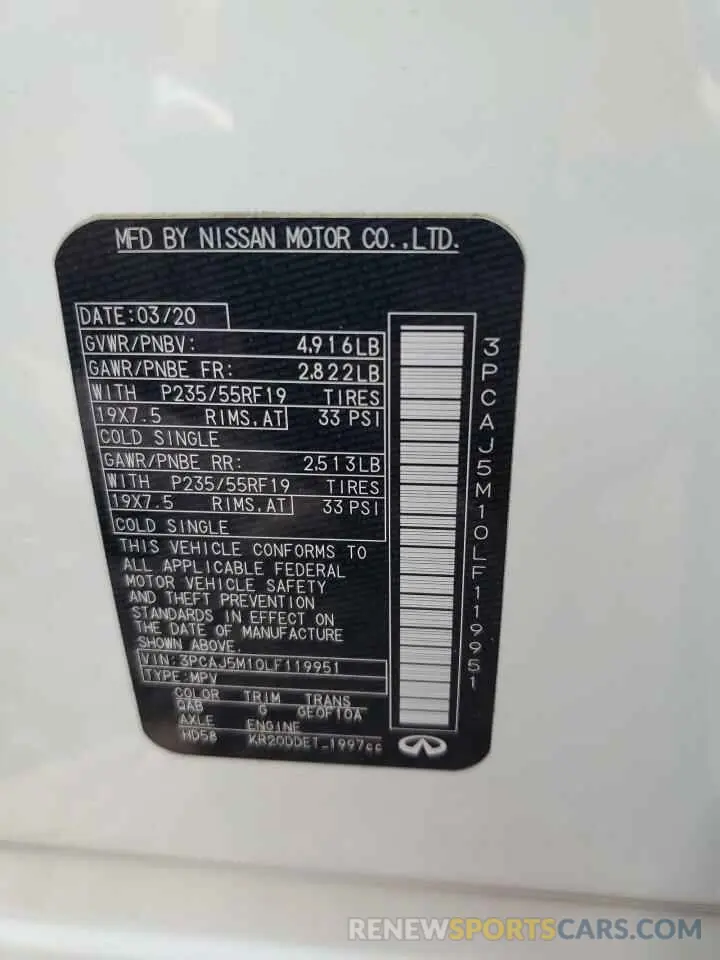 MFD BY NISSAN MOTOR CO.,LTD.
DATE:03/20
GVWR/PNBV: 4,916LB
GAWR/PNBE FR: 2,822LB
WITH P235/55RF19 TIRES
19X7.5 RIMS,AT 33 PSI
COLD SINGLE
GAWR/PNBE RR: 2,513LB
WITH P235/55RF19 TIRES
19X7.5 RIMS,AT 33 PSI
COLD SINGLE
THIS VEHICLE CONFORMS TO
ALL APPLICABLE FEDERAL
MOTOR VEHICLE SAFETY
AND THEFT PREVENTION
STANDARDS IN EFFECT ON
THE DATE OF MANUFACTURE
SHOWN ABOVE.
VIN:3PCAJ5M10LF119951
TYPE:MPV
COLOR TRIM TRANS
QAB G GE0F10A
AXLE ENGINE
HD58 KR20DDET-1997cc
3PCAJ5M10LF119951
RENEWSPORTSCARS.COM